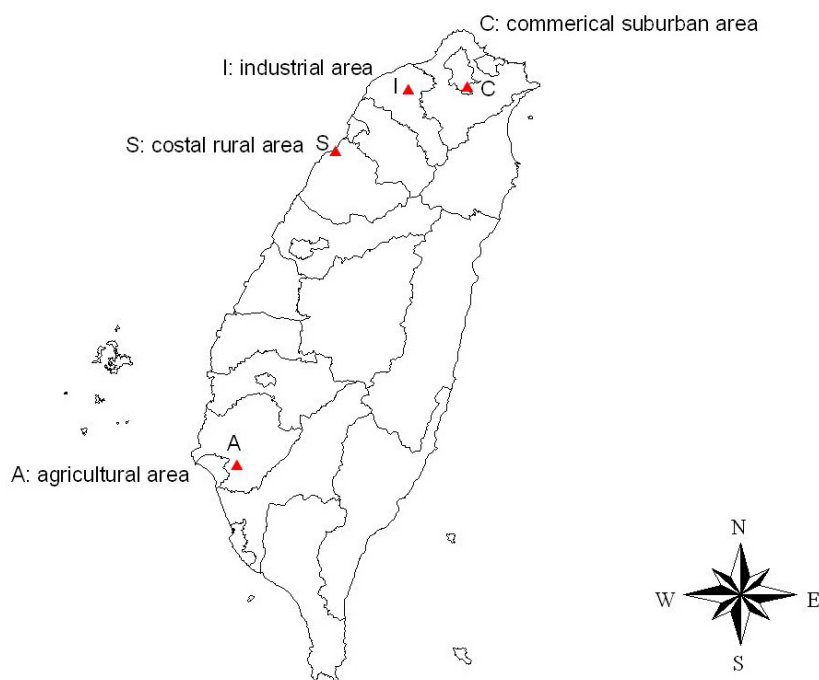 C: commerical suburban area
I: industrial area
I
C
S: costal rural area
S
A
A: agricultural area
N
W
E
S